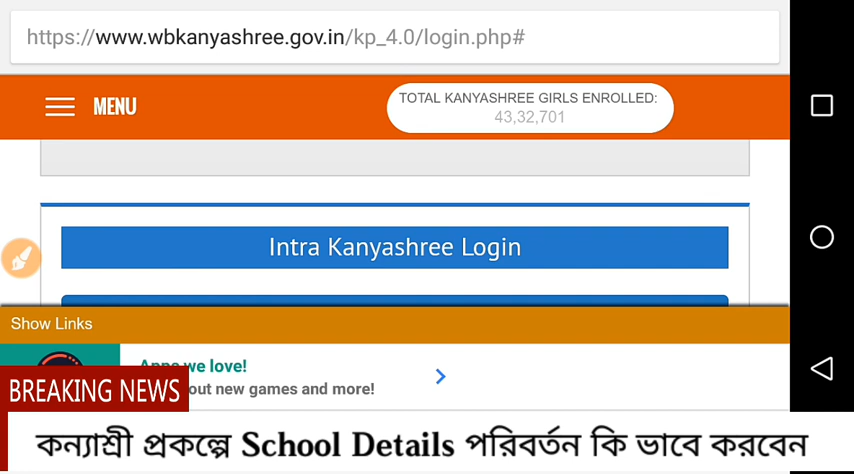 https://www.wbkanyashree.gov.in/kp_4.0/login.php#
MENU
TOTAL KANYASHREE GIRLS ENROLLED:
43,32,701
Intra Kanyashree Login
Show Links
Apps we love!
out new games and more!
BREAKING NEWS
কন্যাশ্রী প্রকল্পে School Details পরিবর্তন কি ভাবে করবেন